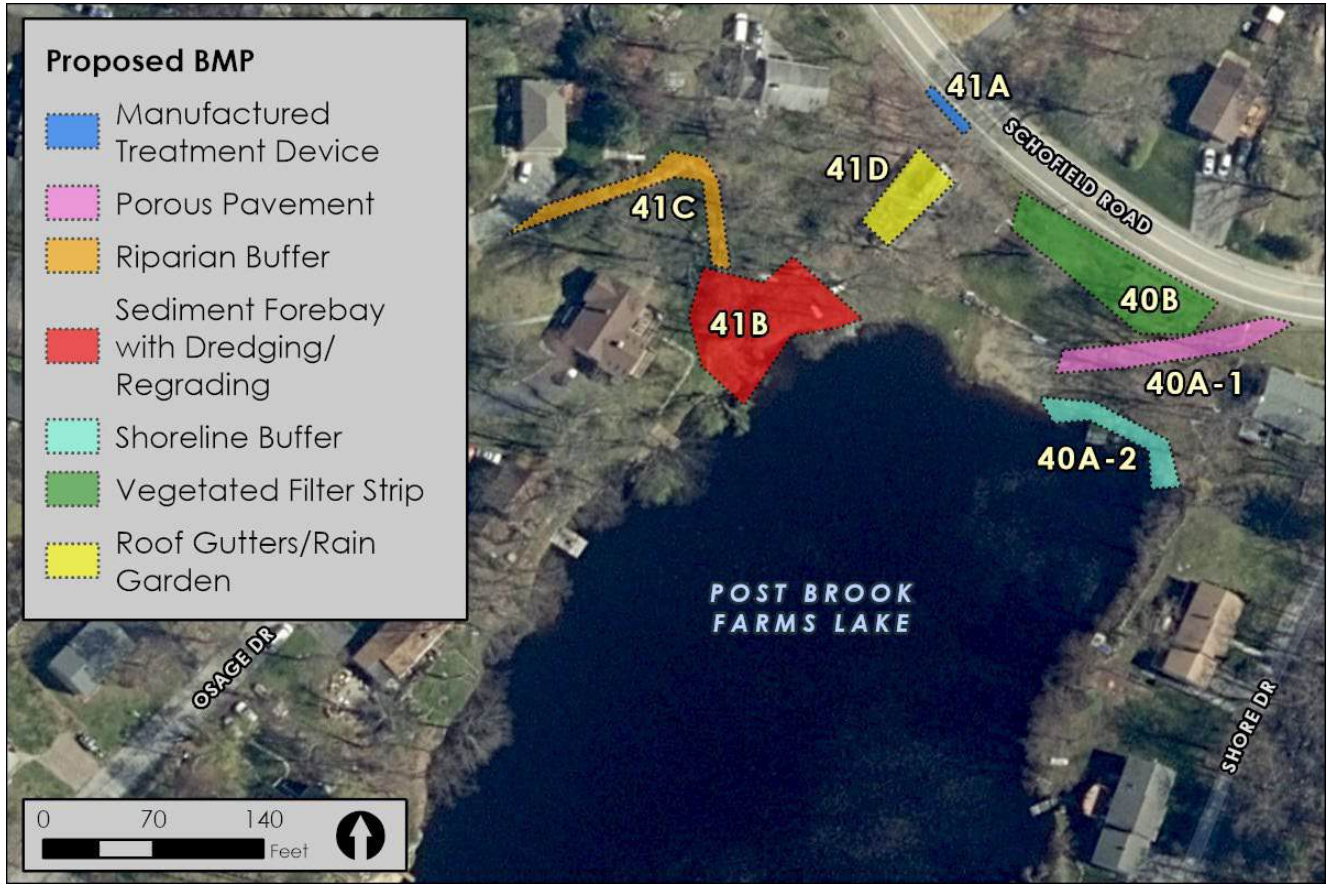 Proposed BMP
Manufactured
Treatment Device
Porous Pavement
Riparian Buffer
Sediment Forebay
with Dredging/
Regrading
Shoreline Buffer
Vegetated Filter Strip
Roof Gutters/Rain
Garden
41A
SCHOFIELD ROAD
41D
41C
40B
41B
40A-1
40A-2
POST BROOK
FARMS LAKE
OSAGE DR
SHORE DR
0 70 140
Feet